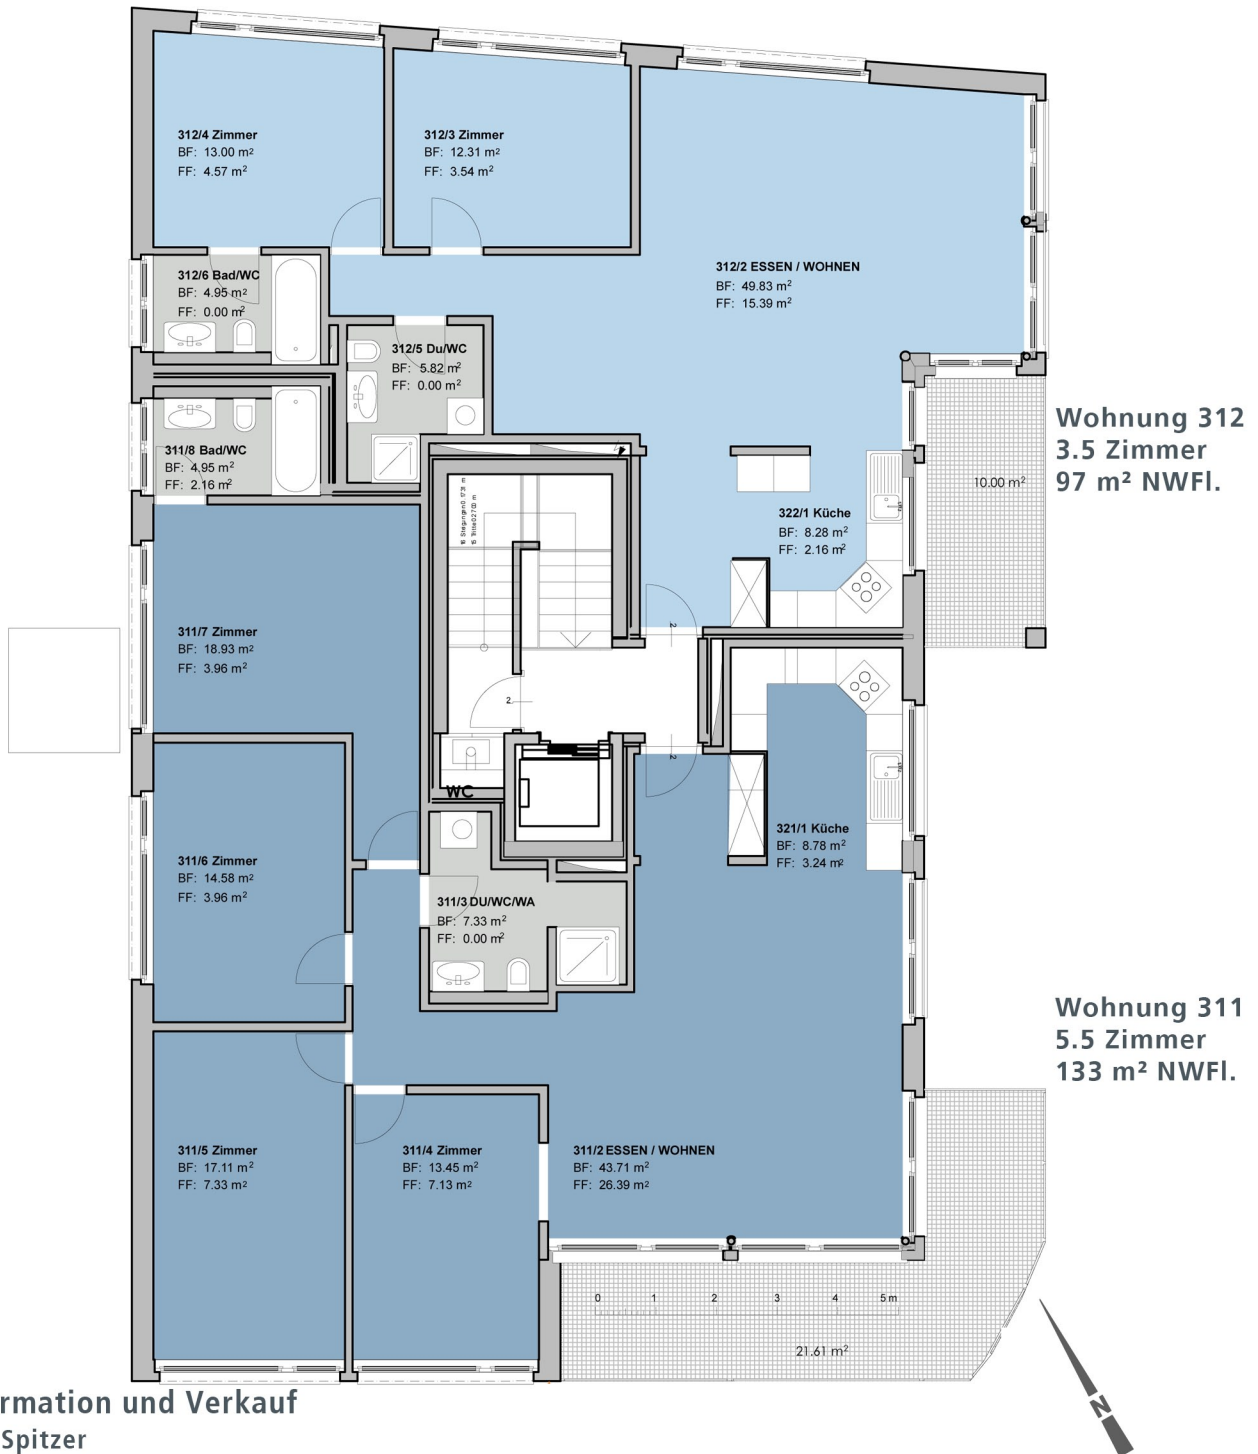 312/4 Zimmer
BF: 13.00 m²
FF: 4.57 m²
312/3 Zimmer
BF: 12.31 m²
FF: 3.54 m²
312/2 ESSEN / WOHNEN
BF: 49.83 m²
FF: 15.39 m²
312/6 Bad/WC
BF: 4.95 m²
FF: 0.00 m²
312/5 Du/WC
BF: 5.82 m²
FF: 0.00 m²
311/8 Bad/WC
BF: 4.95 m²
FF: 2.16 m²
Wohnung 312
3.5 Zimmer
97 m² NWFl.
10.00 m²
322/1 Küche
BF: 8.28 m²
FF: 2.16 m²
311/7 Zimmer
BF: 18.93 m²
FF: 3.96 m²
2
2
2
WC
321/1 Küche
BF: 8.78 m²
FF: 3.24 m²
311/6 Zimmer
BF: 14.58 m²
FF: 3.96 m²
311/3 DU/WC/WA
BF: 7.33 m²
FF: 0.00 m²
Wohnung 311
5.5 Zimmer
133 m² NWFl.
311/5 Zimmer
BF: 17.11 m²
FF: 7.33 m²
311/4 Zimmer
BF: 13.45 m²
FF: 7.13 m²
311/2 ESSEN / WOHNEN
BF: 43.71 m²
FF: 26.39 m²
0 1 2 3 4 5 m
21.61 m²
N
rmation und Verkauf
Spitzer